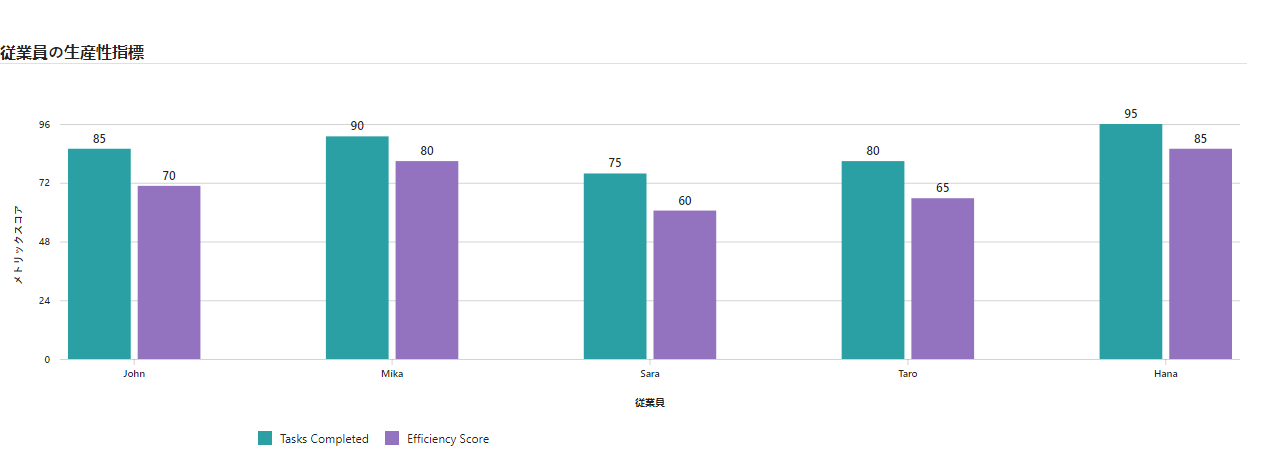 従業員の生産性指標
メトリックスコア
96
72
48
24
0
85
70
90
80
75
60
80
65
95
85
John
Mika
Sara
Taro
Hana
従業員
Tasks Completed
Efficiency Score